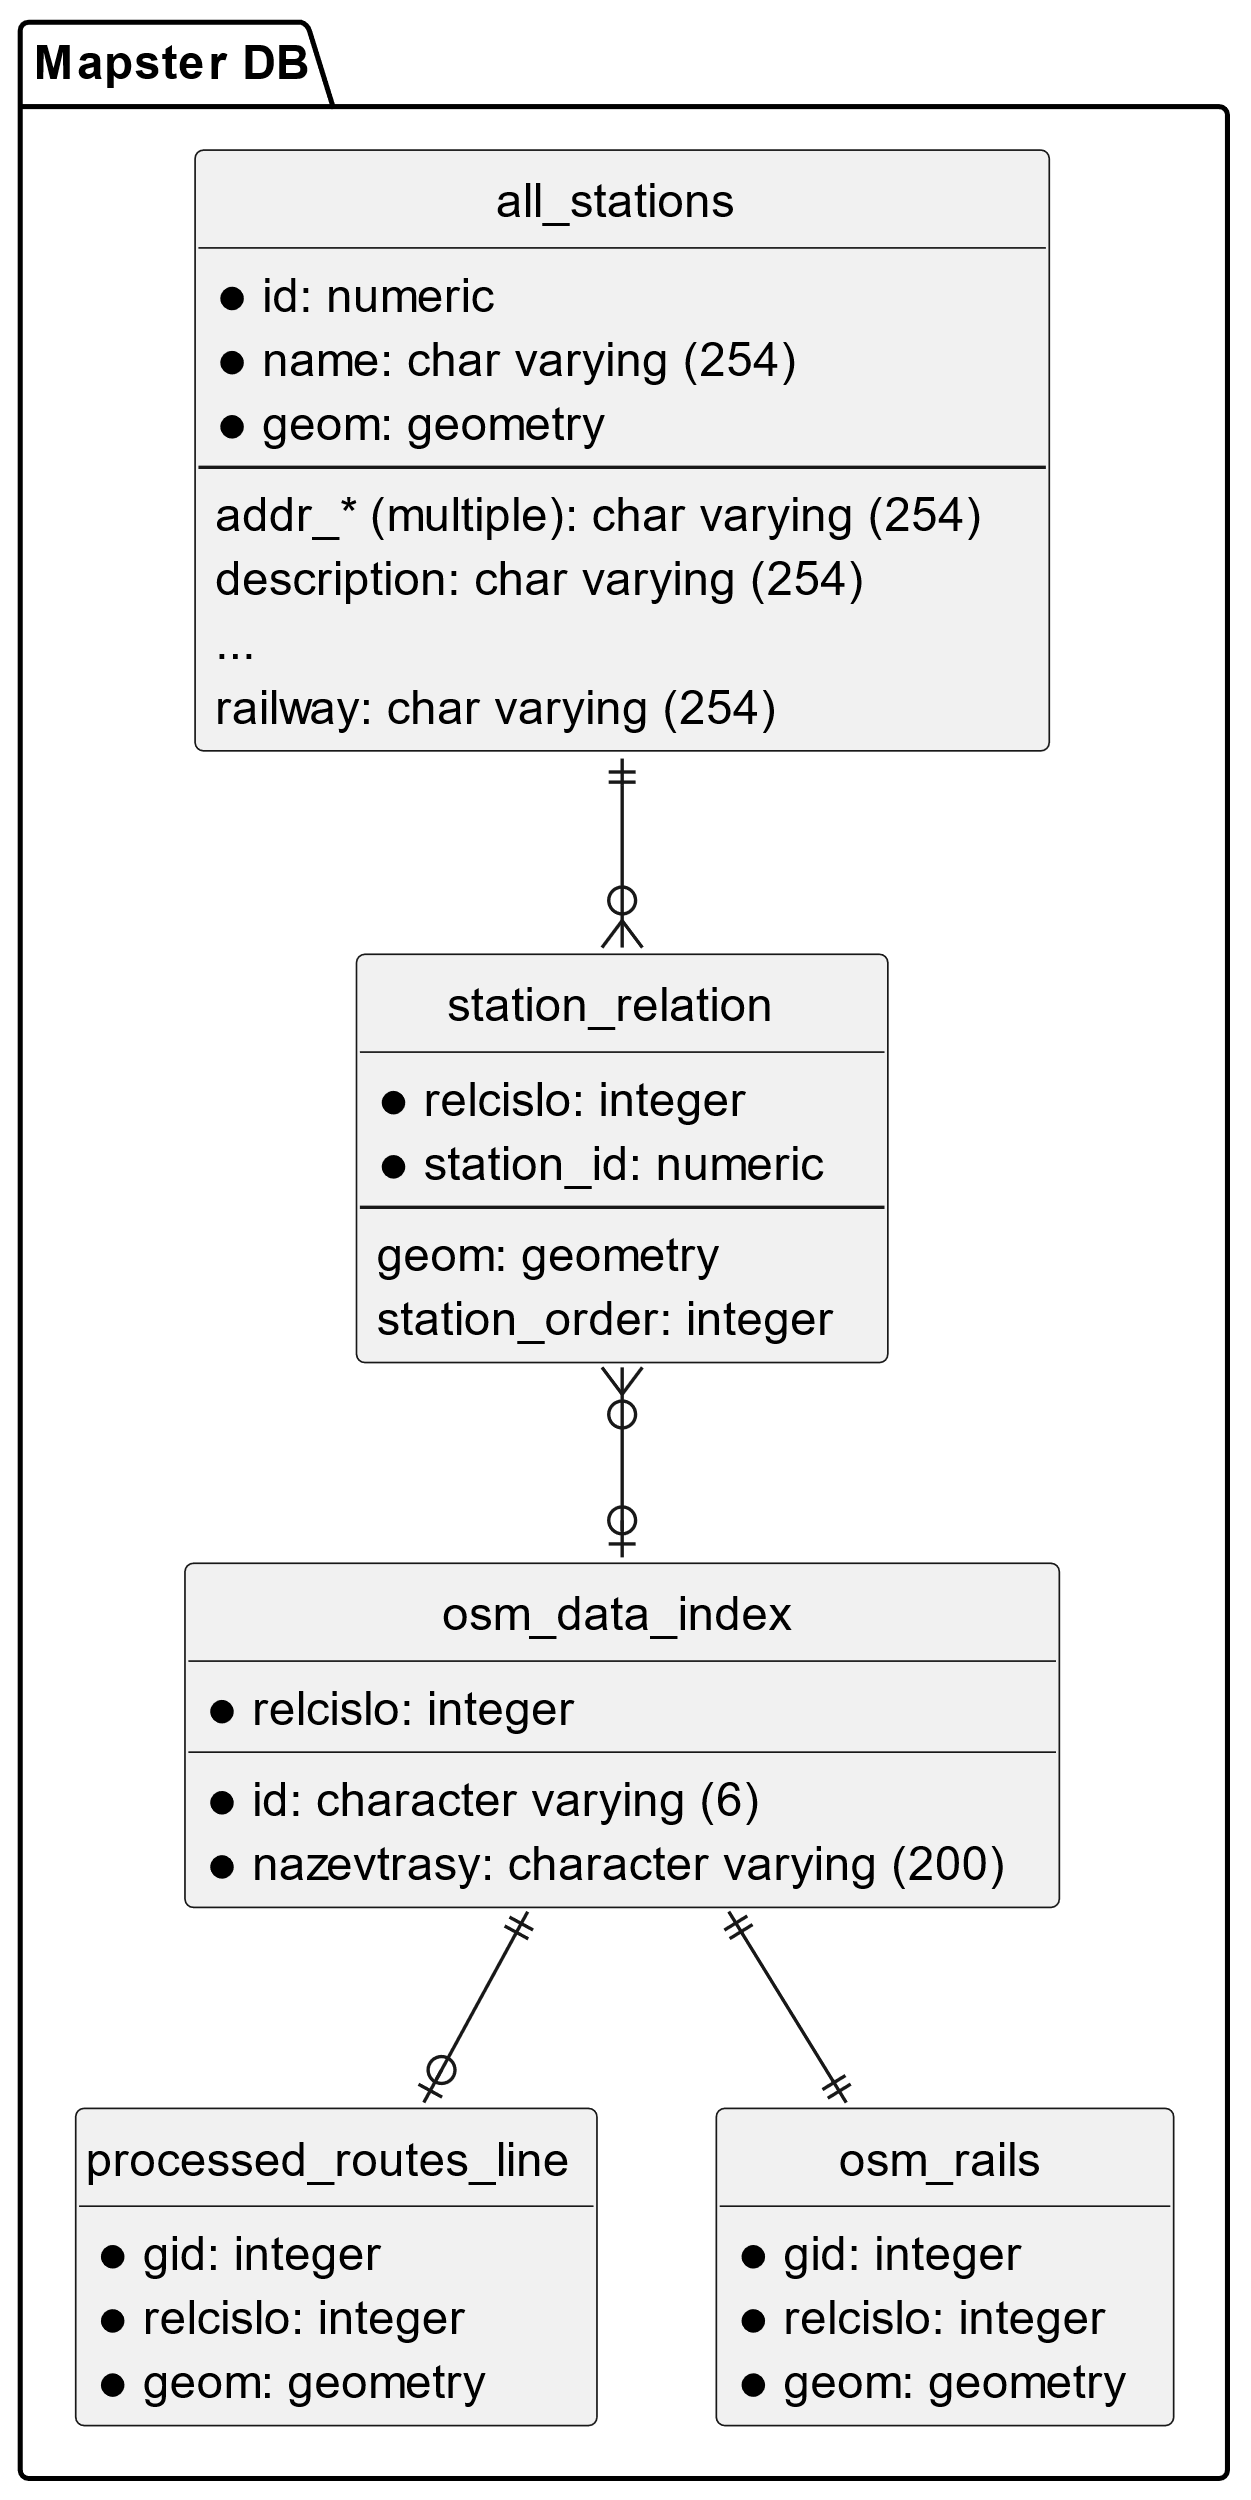 Mapster DB
all_stations
id: numeric
name: char varying (254)
geom: geometry
addr_* (multiple): char varying (254)
description: char varying (254)
...
railway: char varying (254)
station_relation
relcislo: integer
station_id: numeric
geom: geometry
station_order: integer
osm_data_index
relcislo: integer
id: character varying (6)
nazevtrasy: character varying (200)
processed_routes_line
gid: integer
relcislo: integer
geom: geometry
osm_rails
gid: integer
relcislo: integer
geom: geometry